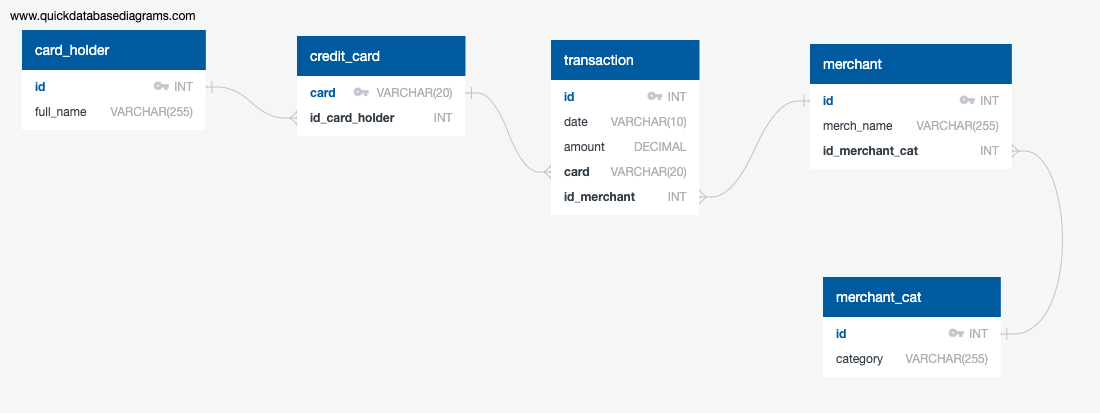 www.quickdatabasediagrams.com
card_holder
id INT
full_name VARCHAR(255)
credit_card
card VARCHAR(20)
id_card_holder INT
transaction
id INT
date VARCHAR(10)
amount DECIMAL
card VARCHAR(20)
id_merchant INT
merchant
id INT
merch_name VARCHAR(255)
id_merchant_cat INT
merchant_cat
id INT
category VARCHAR(255)